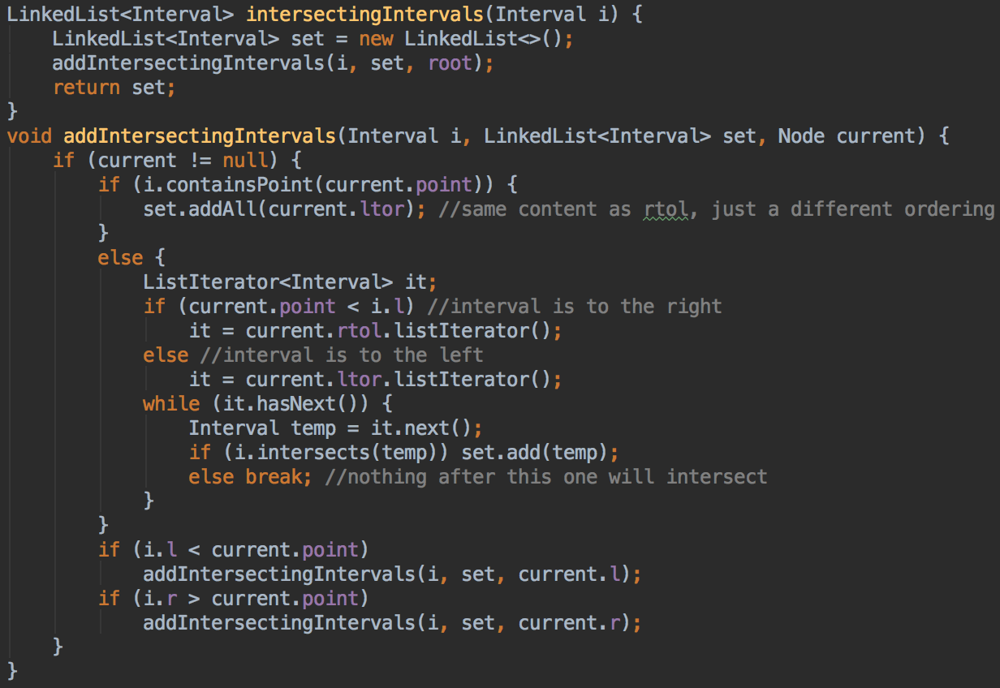 LinkedList<Interval> intersectingIntervals(Interval i) {
    LinkedList<Interval> set = new LinkedList<>();
    addIntersectingIntervals(i, set, root);
    return set;
}
void addIntersectingIntervals(Interval i, LinkedList<Interval> set, Node current) {
    if (current != null) {
        if (i.containsPoint(current.point)) {
            set.addAll(current.ltor); //same content as rtol, just a different ordering
        }
        else {
            ListIterator<Interval> it;
            if (current.point < i.l) //interval is to the right
                it = current.rtol.listIterator();
            else //interval is to the left
                it = current.ltor.listIterator();
            while (it.hasNext()) {
                Interval temp = it.next();
                if (i.intersects(temp)) set.add(temp);
                else break; //nothing after this one will intersect
            }
        }
        if (i.l < current.point)
            addIntersectingIntervals(i, set, current.l);
        if (i.r > current.point)
            addIntersectingIntervals(i, set, current.r);
    }
}